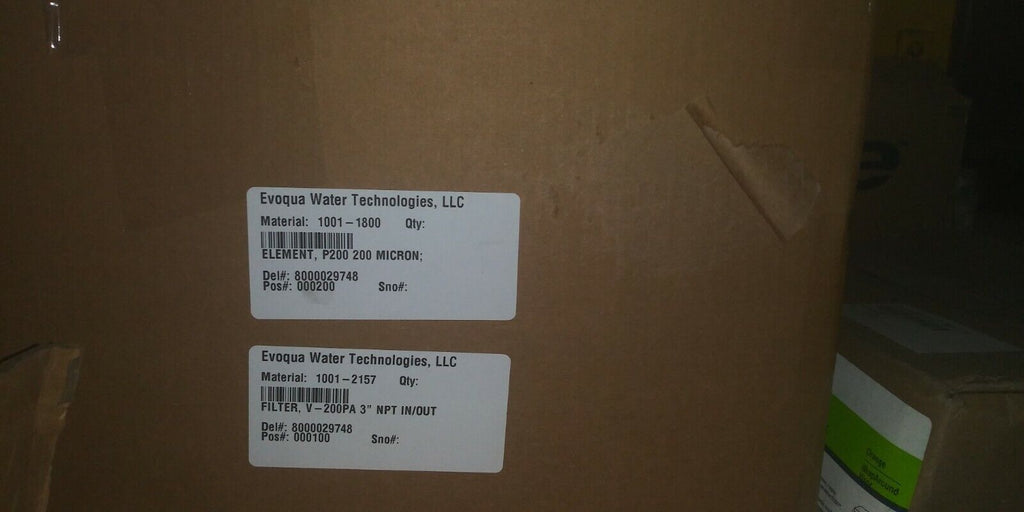 Evoqua Water Technologies, LLC
Material: 1001-1800 Qty:
ELEMENT, P200 200 MICRON;
Del#: 8000029748
Pos#: 000200 Sno#:
Evoqua Water Technologies, LLC
Material: 1001-2157 Qty:
FILTER, V-200PA 3" NPT IN/OUT
Del#: 8000029748
Pos#: 000100 Sno#: